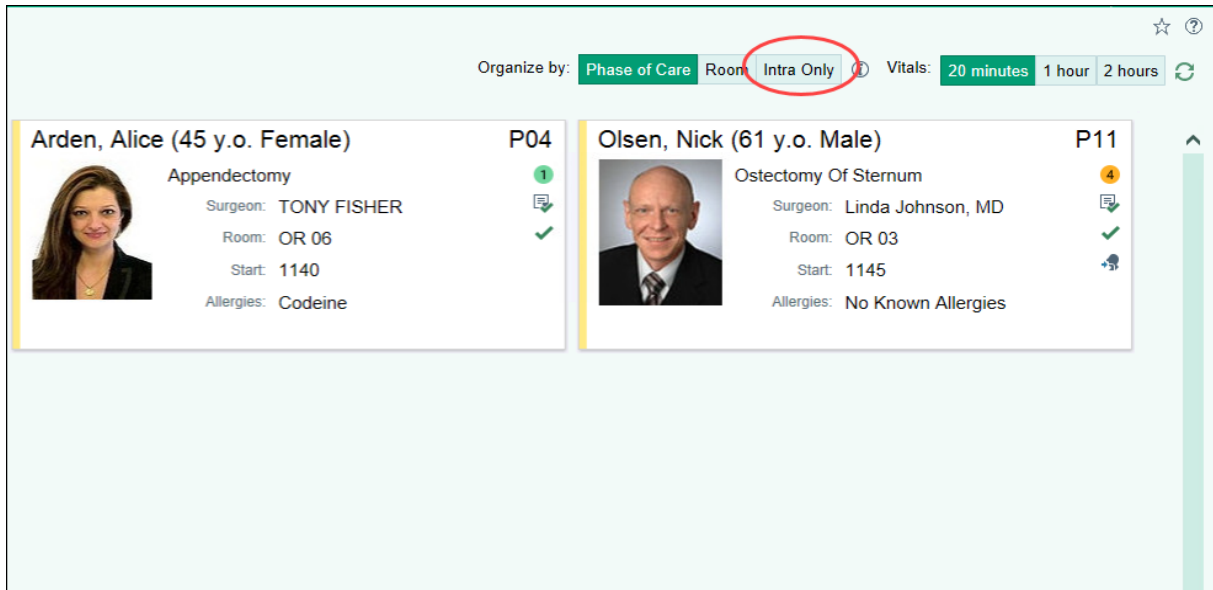 Organize by: Phase of Care Room Intra Only Vitals: 20 minutes 1 hour 2 hours
Arden, Alice (45 y.o. Female) P04
Appendectomy 1
Surgeon: TONY FISHER
Room: OR 06
Start: 1140
Allergies: Codeine
Olsen, Nick (61 y.o. Male) P11
Ostectomy Of Sternum 4
Surgeon: Linda Johnson, MD
Room: OR 03
Start: 1145
Allergies: No Known Allergies